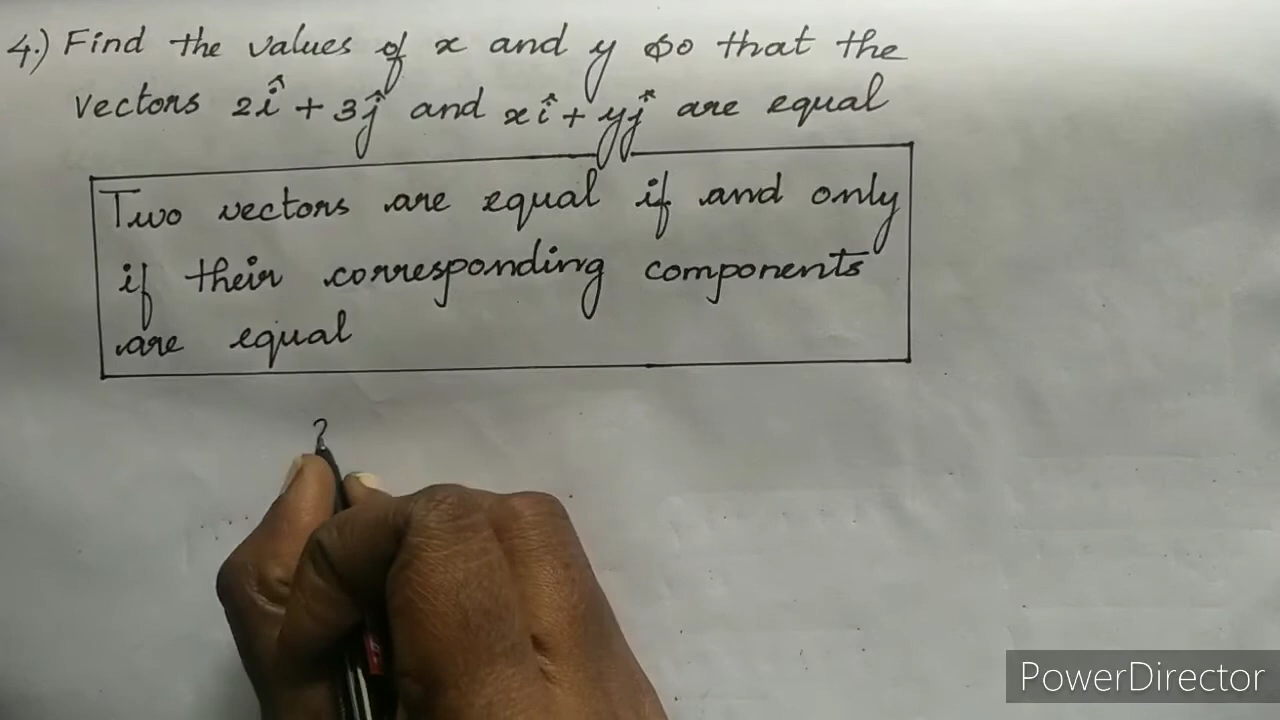 4.) Find the values of x and y so that the
vectors 2î + 3ĵ and xî + yĵ are equal
Two vectors are equal if and only
if their corresponding components
are equal
2
PowerDirector